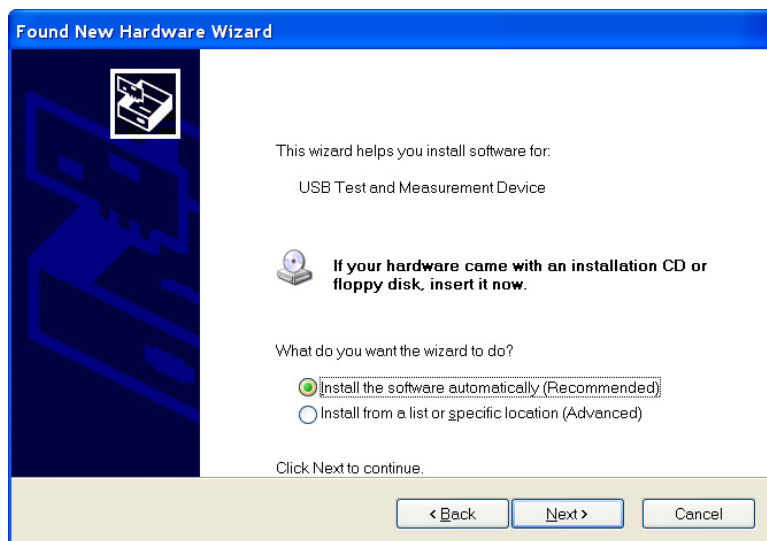 Found New Hardware Wizard
This wizard helps you install software for:
USB Test and Measurement Device
If your hardware came with an installation CD or
floppy disk, insert it now.
What do you want the wizard to do?
Install the software automatically (Recommended)
Install from a list or specific location (Advanced)
Click Next to continue.
< Back Next > Cancel